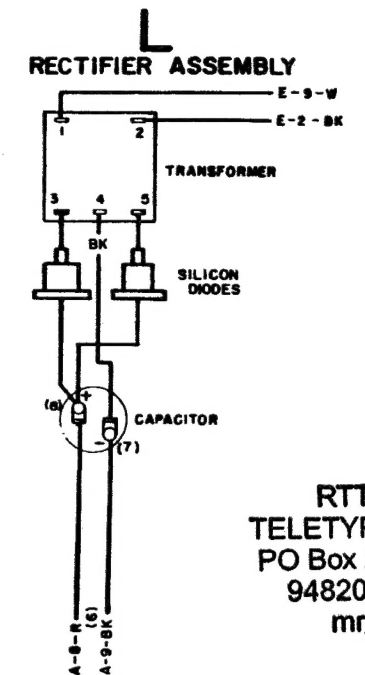 L
RECTIFIER ASSEMBLY
E-9-W
E-2-BK
1 2
TRANSFORMER
3 4 5
BK
SILICON
DIODES
(8) +
CAPACITOR
- (7)
A-8-R
(6)
A-9-BK
RTT
TELETYP
PO Box
94820
mr